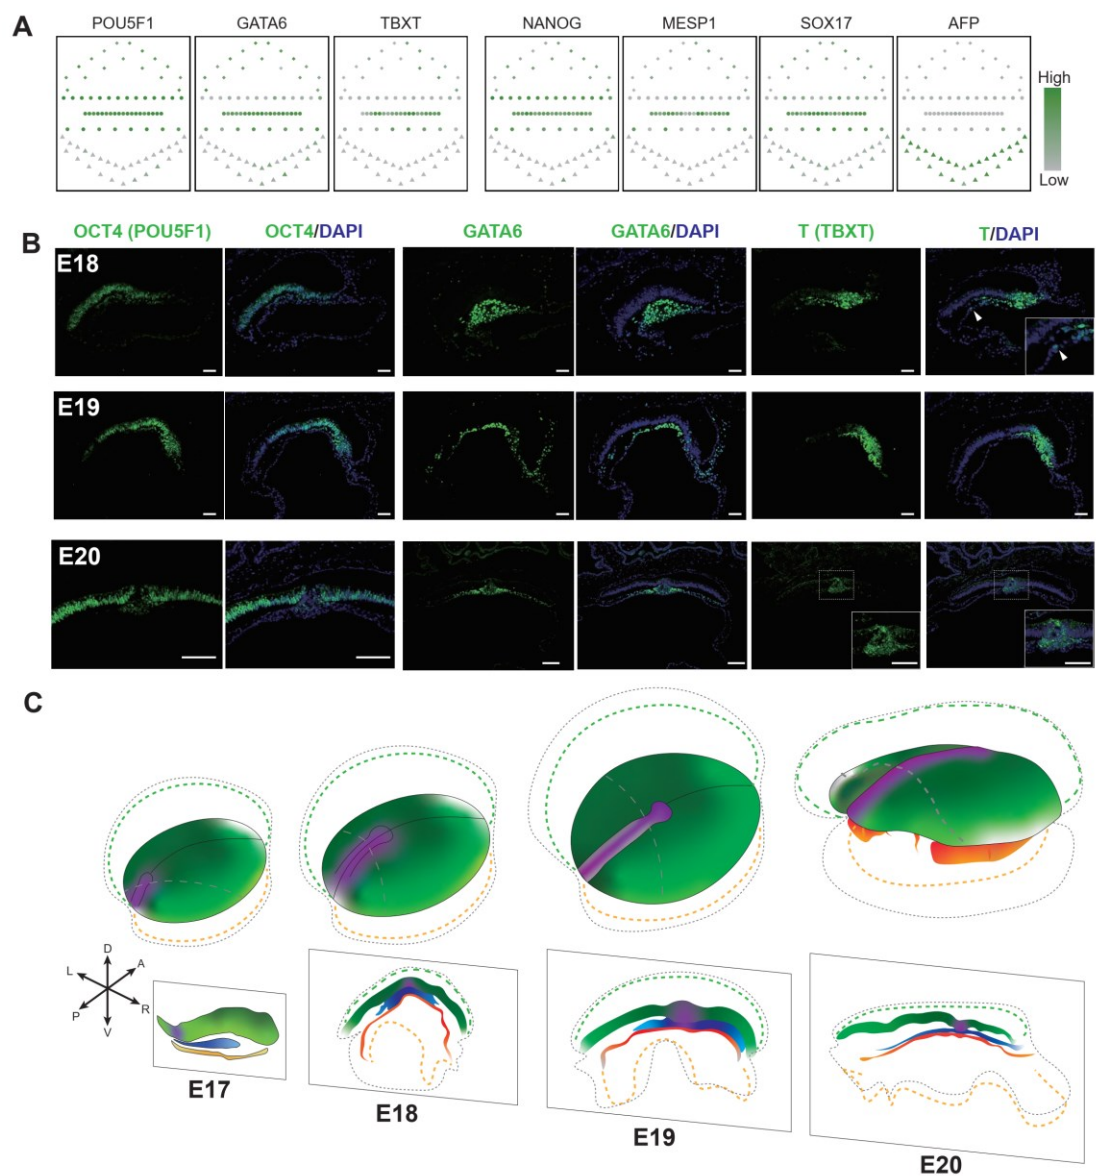 A
POU5F1 GATA6 TBXT NANOG MESP1 SOX17 AFP
High
Low
B
OCT4 (POU5F1) OCT4/DAPI GATA6 GATA6/DAPI T (TBXT) T/DAPI
E18
E19
E20
C
D
L A
P R
V
E17
E18
E19
E20